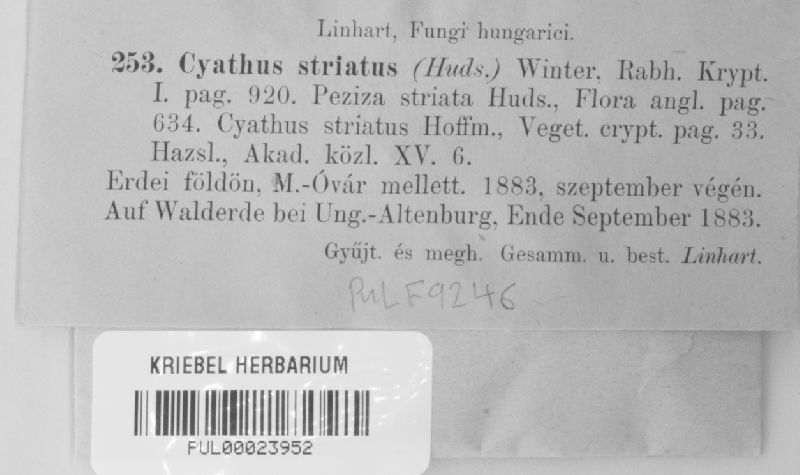 Linhart, Fungi hungarici.
253. Cyathus striatus (Huds.) Winter, Rabh. Krypt.
I. pag. 920. Peziza striata Huds., Flora angl. pag.
634. Cyathus striatus Hoffm., Veget. crypt. pag. 33.
Hazsl., Akad. közl. XV. 6.
Erdei földön, M.-Óvár mellett. 1883, szeptember végén.
Auf Walderde bei Ung.-Altenburg, Ende September 1883.
Gyűjt. és megh. Gesamm. u. best. Linhart.
PUL F9246
KRIEBEL HERBARIUM
PUL00023952